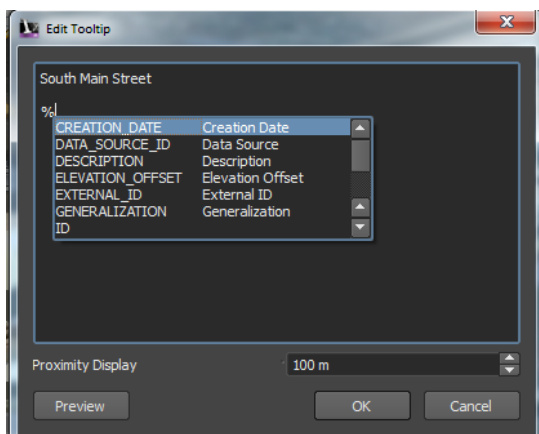 Edit Tooltip
South Main Street
%
CREATION_DATE Creation Date
DATA_SOURCE_ID Data Source
DESCRIPTION Description
ELEVATION_OFFSET Elevation Offset
EXTERNAL_ID External ID
GENERALIZATION Generalization
ID
Proximity Display 100 m
Preview OK Cancel